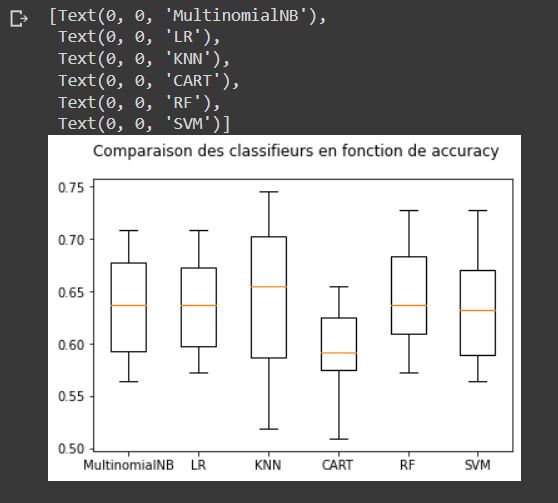 [Text(0, 0, 'MultinomialNB'),
Text(0, 0, 'LR'),
Text(0, 0, 'KNN'),
Text(0, 0, 'CART'),
Text(0, 0, 'RF'),
Text(0, 0, 'SVM')]
Comparaison des classifieurs en fonction de accuracy
0.75
0.70
0.65
0.60
0.55
0.50
MultinomialNB LR KNN CART RF SVM